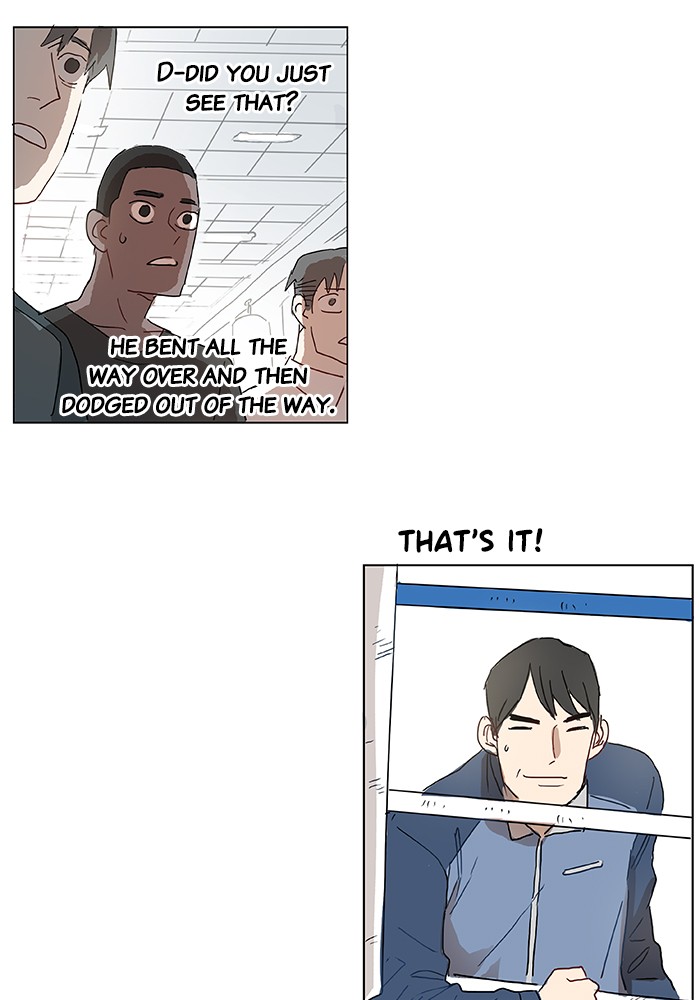 D-DID YOU JUST
SEE THAT?
HE BENT ALL THE
WAY OVER AND THEN
DODGED OUT OF THE WAY.
THAT'S IT!